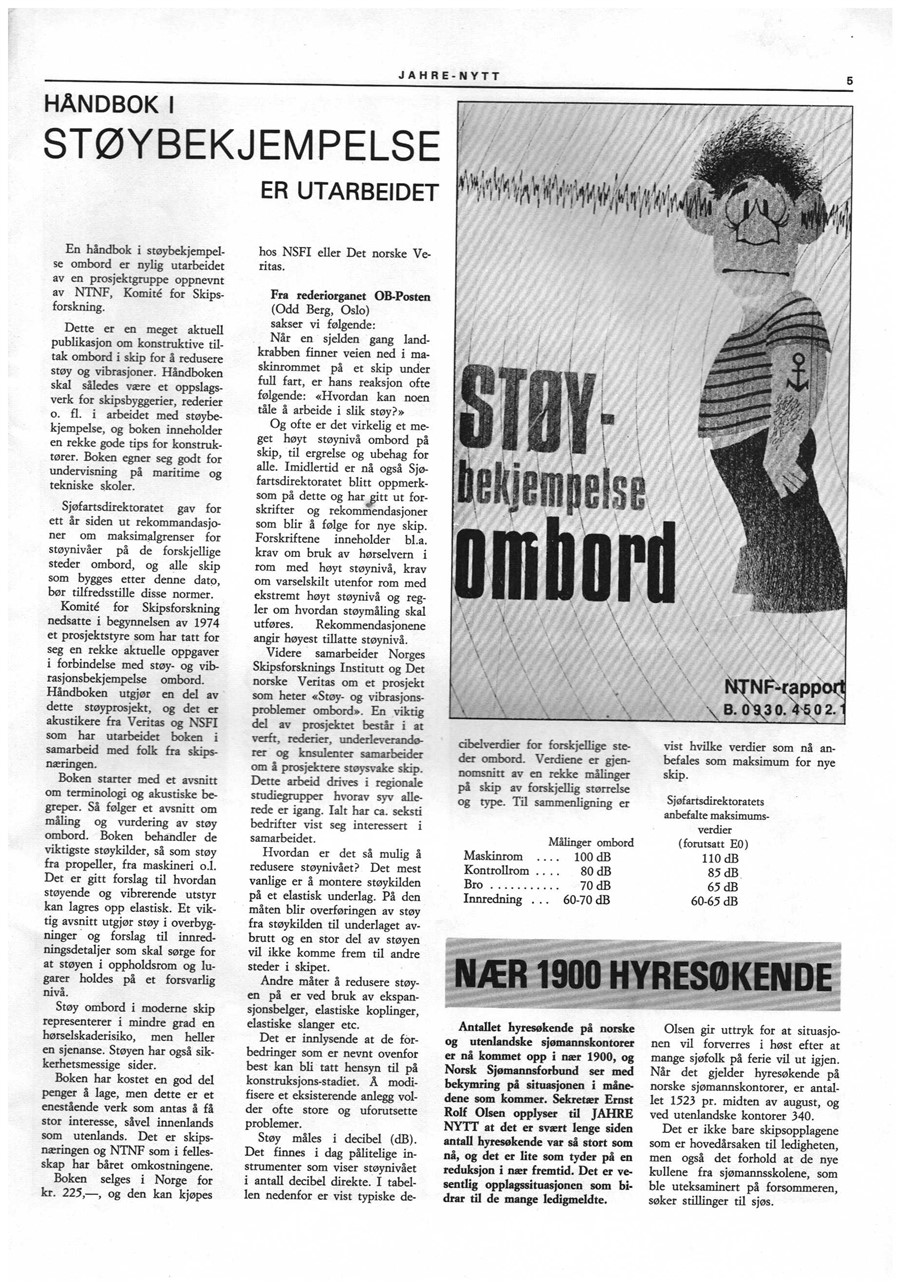 JAHRE-NYTT
5
HÅNDBOK I
STØYBEKJEMPELSE
ER UTARBEIDET
En håndbok i støybekjempel-
se ombord er nylig utarbeidet
av en prosjektgruppe oppnevnt
av NTNF, Komité for Skips-
forskning.
Dette er en meget aktuell
publikasjon om konstruktive til-
tak ombord i skip for å redusere
støy og vibrasjoner. Håndboken
skal således være et oppslags-
verk for skipsbyggerier, rederier
o. fl. i arbeidet med støybe-
kjempelse, og boken inneholder
en rekke gode tips for konstruk-
tører. Boken egner seg godt for
undervisning på maritime og
tekniske skoler.
Sjøfartsdirektoratet gav for
ett år siden ut rekommandasjo-
ner om maksimalgrenser for
støynivåer på de forskjellige
steder ombord, og alle skip
som bygges etter denne dato,
bør tilfredsstille disse normer.
Komité for Skipsforskning
nedsatte i begynnelsen av 1974
et prosjektstyre som har tatt for
seg en rekke aktuelle oppgaver
i forbindelse med støy- og vib-
rasjonsbekjempelse ombord.
Håndboken utgjør en del av
dette støyprosjekt, og det er
akustikere fra Veritas og NSFI
som har utarbeidet boken i
samarbeid med folk fra skips-
næringen.
Boken starter med et avsnitt
om terminologi og akustiske be-
greper. Så følger et avsnitt om
måling og vurdering av støy
ombord. Boken behandler de
viktigste støykilder, så som støy
fra propeller, fra maskineri o.l.
Det er gitt forslag til hvordan
støyende og vibrerende utstyr
kan lagres opp elastisk. Et vik-
tig avsnitt utgjør støy i overbyg-
ninger og forslag til innred-
ningsdetaljer som skal sørge for
at støyen i oppholdsrom og lu-
garer holdes på et forsvarlig
nivå.
Støy ombord i moderne skip
representerer i mindre grad en
hørselskaderisiko, men heller
en sjenanse. Støyen har også sik-
kerhetsmessige sider.
Boken har kostet en god del
penger å lage, men dette er et
enestående verk som antas å få
stor interesse, såvel innenlands
som utenlands. Det er skips-
næringen og NTNF som i felles-
skap har båret omkostningene.
Boken selges i Norge for
kr. 225,—, og den kan kjøpes
hos NSFI eller Det norske Ve-
ritas.
Fra rederiorganet OB-Posten
(Odd Berg, Oslo)
sakser vi følgende:
Når en sjelden gang land-
krabben finner veien ned i ma-
skinrommet på et skip under
full fart, er hans reaksjon ofte
følgende: «Hvordan kan noen
tåle å arbeide i slik støy?»
Og ofte er det virkelig et me-
get høyt støynivå ombord på
skip, til ergrelse og ubehag for
alle. Imidlertid er nå også Sjø-
fartsdirektoratet blitt oppmerk-
som på dette og har gitt ut for-
skrifter og rekommendasjoner
som blir å følge for nye skip.
Forskriftene inneholder bl.a.
krav om bruk av hørselvern i
rom med høyt støynivå, krav
om varselskilt utenfor rom med
ekstremt høyt støynivå og reg-
ler om hvordan støymåling skal
utføres. Rekommendasjonene
angir høyest tillatte støynivå.
Videre samarbeider Norges
Skipsforsknings Institutt og Det
norske Veritas om et prosjekt
som heter «Støy- og vibrasjons-
problemer ombord». En viktig
del av prosjektet består i at
verft, rederier, underleverandø-
rer og knsulenter samarbeider
om å prosjektere støysvake skip.
Dette arbeid drives i regionale
studiegrupper hvorav syv alle-
rede er igang. Ialt har ca. seksti
bedrifter vist seg interessert i
samarbeidet.
Hvordan er det så mulig å
redusere støynivået? Det mest
vanlige er å montere støykilden
på et elastisk underlag. På den
måten blir overføringen av støy
fra støykilden til underlaget av-
brutt og en stor del av støyen
vil ikke komme frem til andre
steder i skipet.
Andre måter å redusere støy-
en på er ved bruk av ekspan-
sjonsbelger, elastiske koplinger,
elastiske slanger etc.
Det er innlysende at de for-
bedringer som er nevnt ovenfor
best kan bli tatt hensyn til på
konstruksjons-stadiet. Å modi-
fisere et eksisterende anlegg vol-
der ofte store og uforutsette
problemer.
Støy måles i decibel (dB).
Det finnes i dag pålitelige in-
strumenter som viser støynivået
i antall decibel direkte. I tabel-
len nedenfor er vist typiske de-
STØY-
bekjempelse
ombord
NTNF-rapport
B. 0930. 4502. 1
cibelverdier for forskjellige ste-
der ombord. Verdiene er gjen-
nomsnitt av en rekke målinger
på skip av forskjellig størrelse
og type. Til sammenligning er
vist hvilke verdier som nå an-
befales som maksimum for nye
skip.
Sjøfartsdirektoratets
anbefalte maksimums-
verdier
Målinger ombord (forutsatt E0)
Maskinrom .... 100 dB 110 dB
Kontrollrom .... 80 dB 85 dB
Bro ........... 70 dB 65 dB
Innredning ... 60-70 dB 60-65 dB
NÆR 1900 HYRESØKENDE
Antallet hyresøkende på norske
og utenlandske sjømannskontorer
er nå kommet opp i nær 1900, og
Norsk Sjømannsforbund ser med
bekymring på situasjonen i måne-
dene som kommer. Sekretær Ernst
Rolf Olsen opplyser til JAHRE
NYTT at det er svært lenge siden
antall hyresøkende var så stort som
nå, og det er lite som tyder på en
reduksjon i nær fremtid. Det er ve-
sentlig opplagssituasjonen som bi-
drar til de mange ledigmeldte.
Olsen gir uttryk for at situasjo-
nen vil forverres i høst efter at
mange sjøfolk på ferie vil ut igjen.
Når det gjelder hyresøkende på
norske sjømannskontorer, er antal-
let 1523 pr. midten av august, og
ved utenlandske kontorer 340.
Det er ikke bare skipsopplagene
som er hovedårsaken til ledigheten,
men også det forhold at de nye
kullene fra sjømannsskolene, som
ble uteksaminert på forsommeren,
søker stillinger til sjøs.